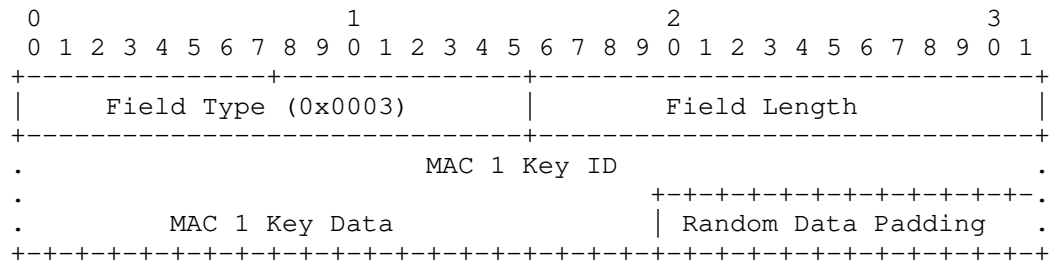 0                   1                   2                   3
 0 1 2 3 4 5 6 7 8 9 0 1 2 3 4 5 6 7 8 9 0 1 2 3 4 5 6 7 8 9 0 1
+---------------+---------------+-------------------------------+
|     Field Type (0x0003)       |        Field Length           |
+-------------------------------+-------------------------------+
.                         MAC 1 Key ID                          .
.                                       +-+-+-+-+-+-+-+-+-+-+-+-.
.         MAC 1 Key Data                | Random Data Padding   .
+-+-+-+-+-+-+-+-+-+-+-+-+-+-+-+-+-+-+-+-+-+-+-+-+-+-+-+-+-+-+-+-+